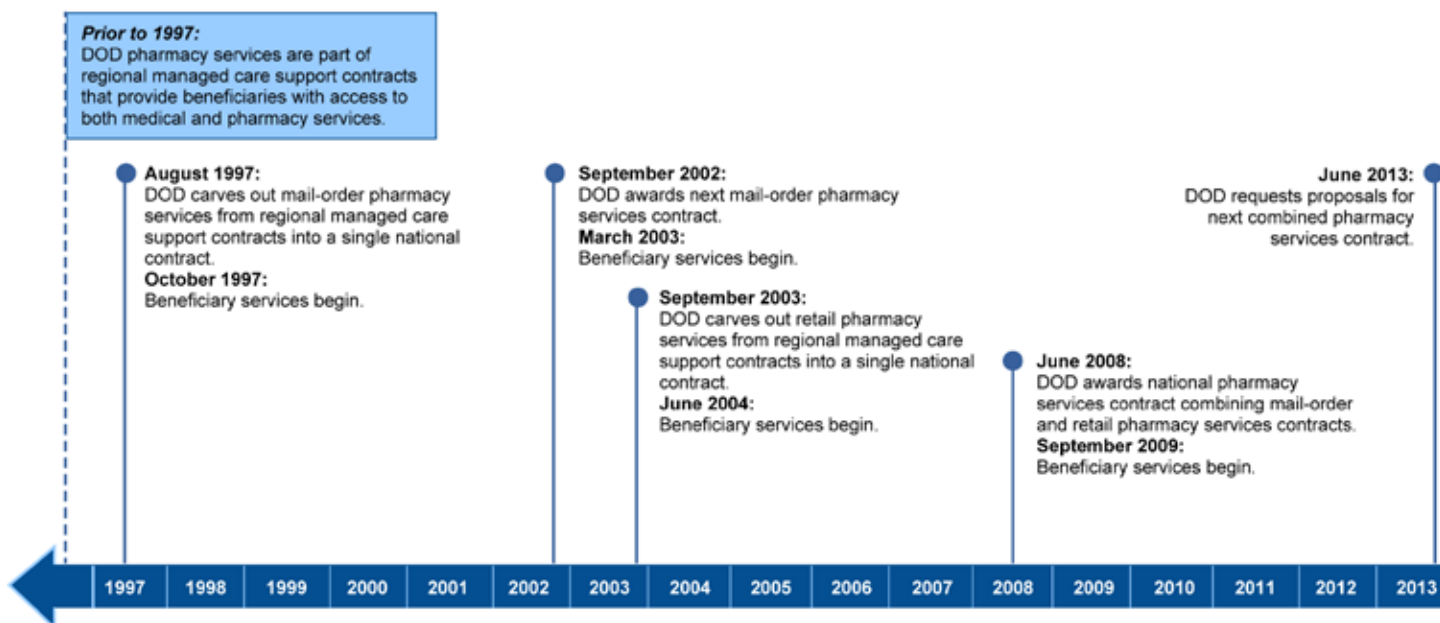 Prior to 1997:
DOD pharmacy services are part of
regional managed care support contracts
that provide beneficiaries with access to
both medical and pharmacy services.
August 1997:
DOD carves out mail-order pharmacy
services from regional managed care
support contracts into a single national
contract.
October 1997:
Beneficiary services begin.
September 2002:
DOD awards next mail-order pharmacy
services contract.
March 2003:
Beneficiary services begin.
September 2003:
DOD carves out retail pharmacy
services from regional managed care
support contracts into a single national
contract.
June 2004:
Beneficiary services begin.
June 2008:
DOD awards national pharmacy
services contract combining mail-order
and retail pharmacy services contracts.
September 2009:
Beneficiary services begin.
June 2013:
DOD requests proposals for
next combined pharmacy
services contract.
1997 1998 1999 2000 2001 2002 2003 2004 2005 2006 2007 2008 2009 2010 2011 2012 2013